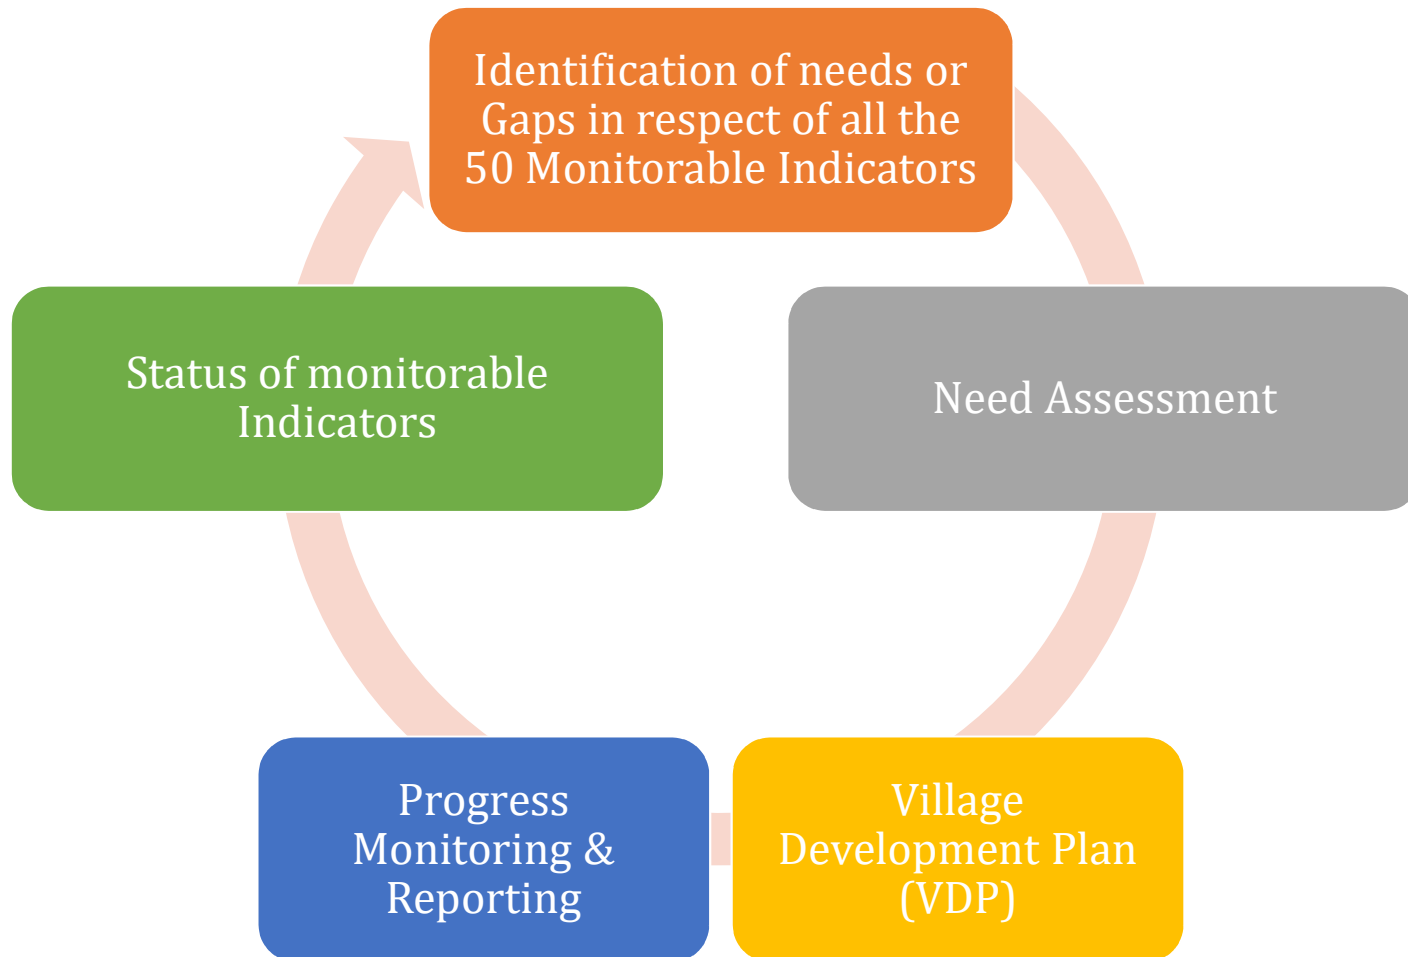 Identification of needs or
Gaps in respect of all the
50 Monitorable Indicators
Need Assessment
Village
Development Plan
(VDP)
Progress
Monitoring &
Reporting
Status of monitorable
Indicators